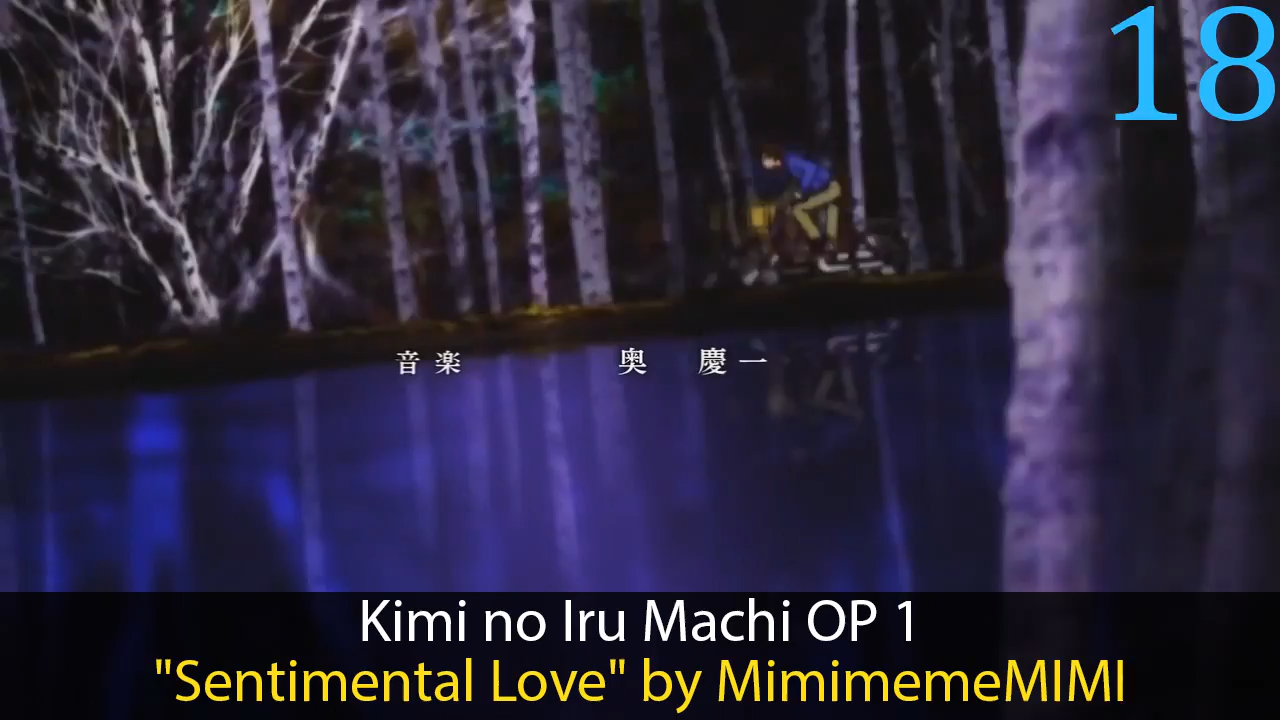 18
音楽 奥 慶一
Kimi no Iru Machi OP 1
"Sentimental Love" by MimimemeMIMI